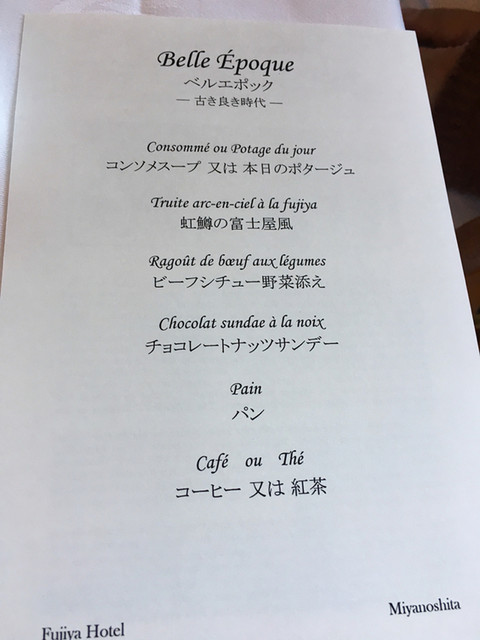 Belle Époque
ベルエポック
― 古き良き時代 ―
Consommé ou Potage du jour
コンソメスープ 又は 本日のポタージュ
Truite arc-en-ciel à la fujiya
虹鱒の富士屋風
Ragoût de bœuf aux légumes
ビーフシチュー野菜添え
Chocolat sundae à la noix
チョコレートナッツサンデー
Pain
パン
Café ou Thé
コーヒー 又は 紅茶
Fujiya Hotel
Miyanoshita